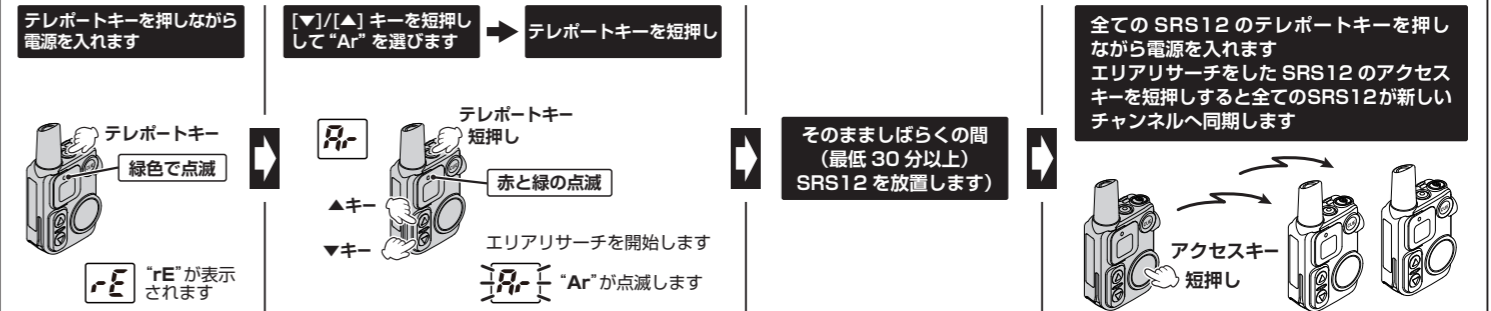 テレポートキーを押しながら
電源を入れます
テレポートキー
緑色で点滅
rE
“rE”が表示
されます
[▼]/[▲] キーを短押し
して “Ar” を選びます
テレポートキーを短押し
Ar
テレポートキー
短押し
赤と緑の点滅
▲キー
▼キー
エリアリサーチを開始します
Ar
“Ar”が点滅します
そのまましばらくの間
（最低 30 分以上）
SRS12 を放置します）
全ての SRS12 のテレポートキーを押し
ながら電源を入れます
エリアリサーチをした SRS12 のアクセス
キーを短押しすると全てのSRS12が新しい
チャンネルへ同期します
アクセスキー
短押し